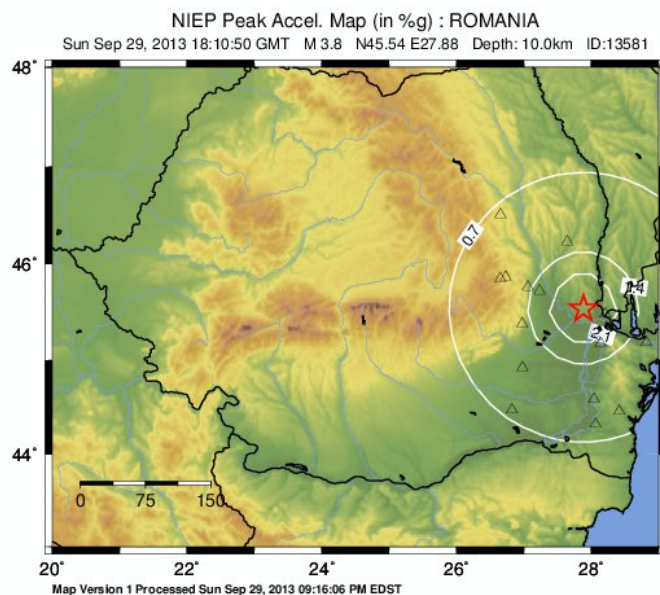 NIEP Peak Accel. Map (in %g) : ROMANIA
Sun Sep 29, 2013 18:10:50 GMT M 3.8 N45.54 E27.88 Depth: 10.0km ID:13581
48°
0.7
46°
1.4
2.1
44°
0 75 150
20° 22° 24° 26° 28°
Map Version 1 Processed Sun Sep 29, 2013 09:16:06 PM EDST